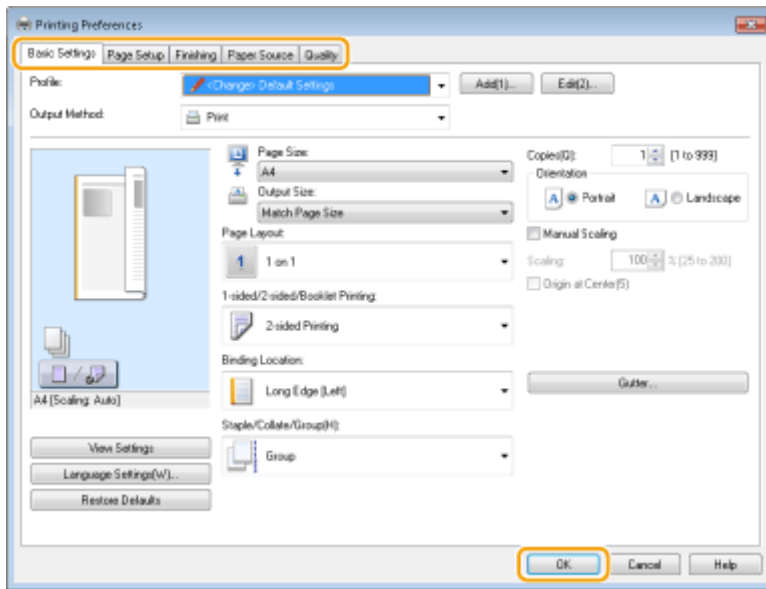 Printing Preferences
Basic Settings Page Setup Finishing Paper Source Quality
Profile: <Change> Default Settings Add(1)... Edit(2)...
Output Method: Print
Page Size:
A4
Output Size:
Match Page Size
Page Layout:
1 1 on 1
1-sided/2-sided/Booklet Printing:
2-sided Printing
Binding Location:
Long Edge [Left]
Staple/Collate/Group(H):
Group
Copies(Q): 1 [1 to 999]
Orientation
A Portrait A Landscape
Manual Scaling
Scaling: 100 % [25 to 200]
Origin at Center(5)
Gutter...
A4 [Scaling: Auto]
View Settings
Language Settings(W)...
Restore Defaults
OK Cancel Help